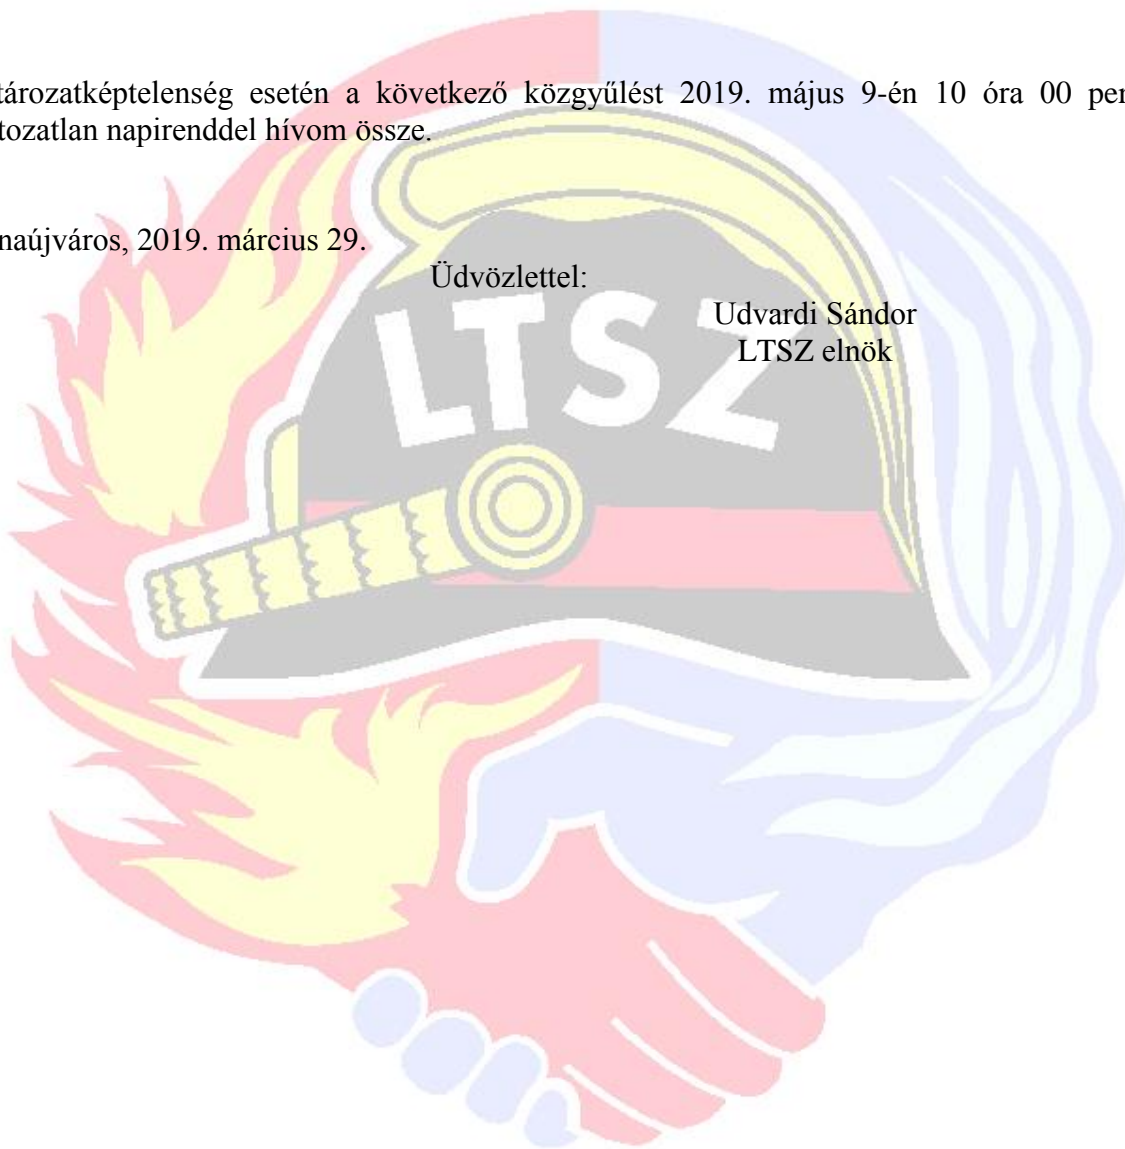 tározatképtelenség esetén a következő közgyűlést 2019. május 9-én 10 óra 00 per
tozatlan napirenddel hívom össze.
naújváros, 2019. március 29.
Üdvözlettel:
Udvardi Sándor
LTSZ elnök
LTSZ